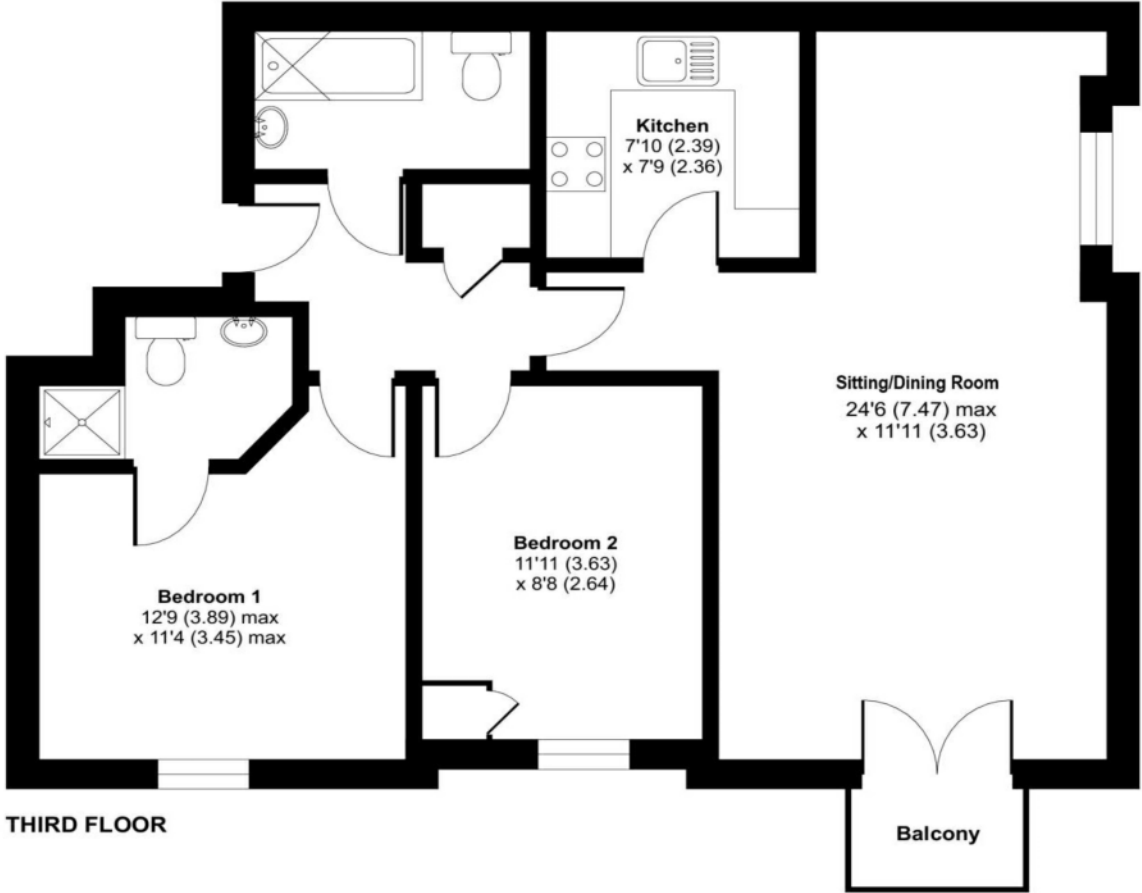 Kitchen
7'10 (2.39)
x 7'9 (2.36)
Sitting/Dining Room
24'6 (7.47) max
x 11'11 (3.63)
Bedroom 2
11'11 (3.63)
x 8'8 (2.64)
Bedroom 1
12'9 (3.89) max
x 11'4 (3.45) max
THIRD FLOOR
Balcony